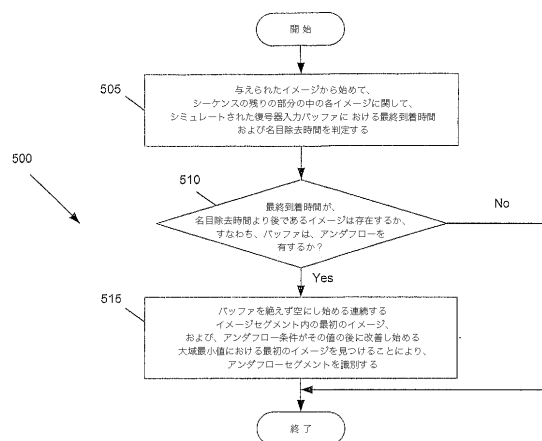 開始
505
与えられたイメージから始めて、
シーケンスの残りの部分の中の各イメージに関して、
シミュレートされた復号器入力バッファに おける最終到着時間
および名目除去時間を判定する
500
510
最終到着時間が、
名目除去時間より後であるイメージは存在するか、
すなわち、バッファは、アンダフローを
有するか？
No
Yes
515
バッファを絶えず空にし始める連続する
イメージセグメント内の最初のイメージ、
および、アンダフロー条件がその値の後に改善し始める
大域最小値における最初のイメージを見つけることにより、
アンダフローセグメントを識別する
終了